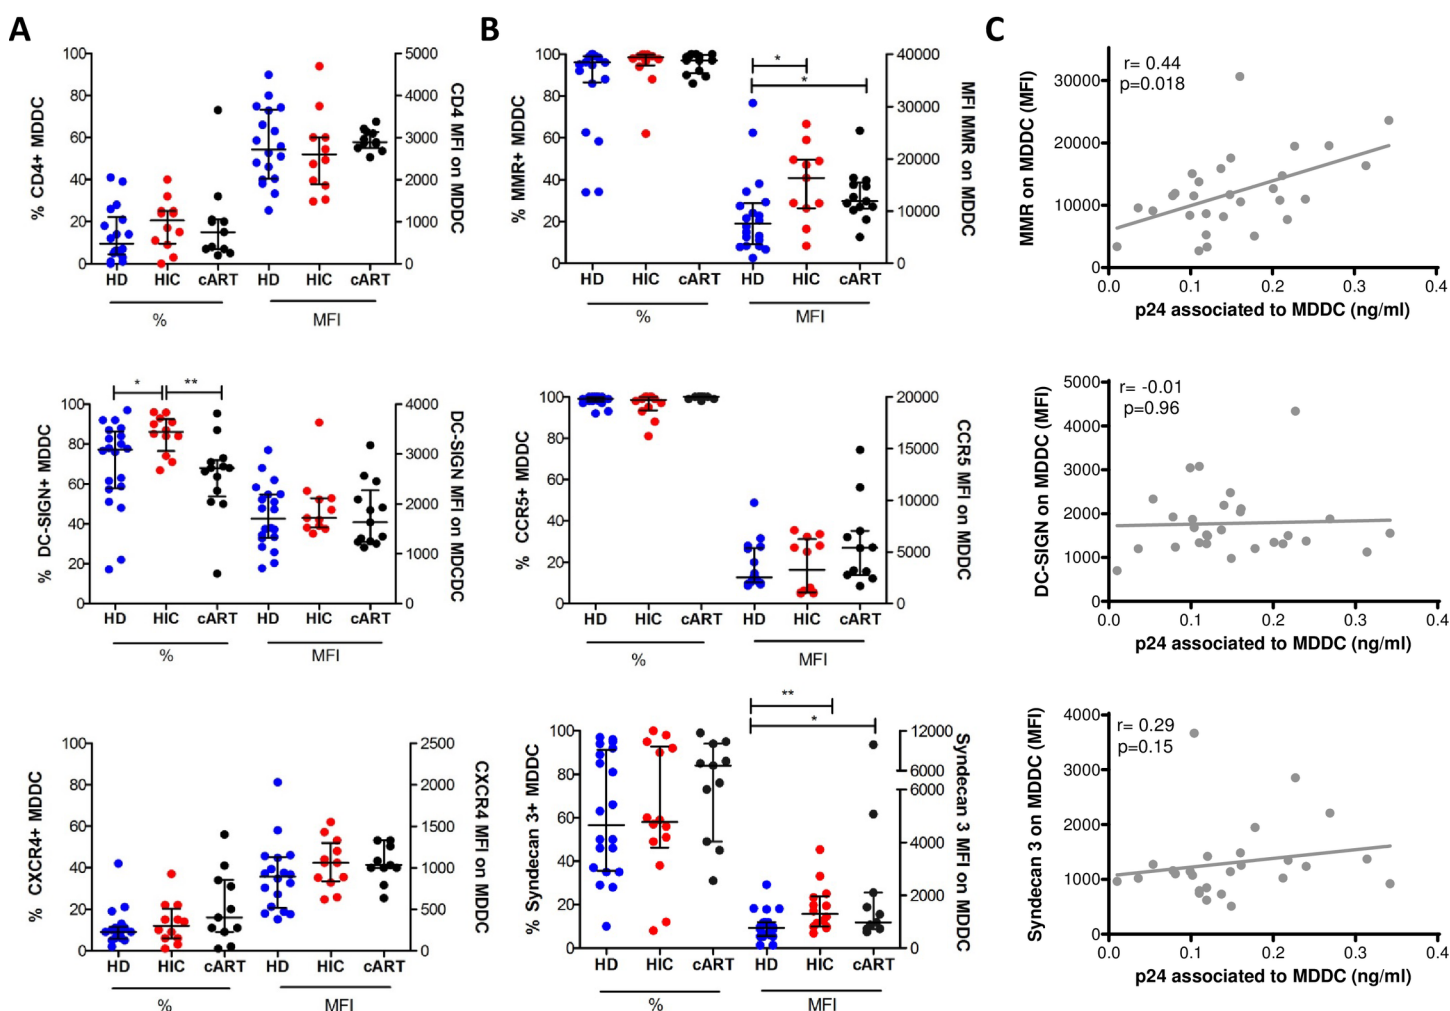 A
B
C
% CD4+ MDDC
100
80
60
40
20
0
5000
4000
3000
2000
1000
0
CD4 MFI on MDDC
HD HIC cART HD HIC cART
% MFI
% MMR+ MDDC
100
80
60
40
20
0
* 
*
40000
30000
20000
10000
0
MFI MMR on MDDC
HD HIC cART HD HIC cART
% MFI
MMR on MDDC (MFI)
r= 0.44
p=0.018
30000
20000
10000
0
0.0 0.1 0.2 0.3 0.4
p24 associated to MDDC (ng/ml)
% DC-SIGN+ MDDC
* **
100
80
60
40
20
0
4000
3000
2000
1000
0
DC-SIGN MFI on MDCDC
HD HIC cART HD HIC cART
% MFI
% CCR5+ MDDC
100
80
60
40
20
0
20000
15000
10000
5000
0
CCR5 MFI on MDDC
HD HIC cART HD HIC cART
% MFI
DC-SIGN on MDDC (MFI)
r= -0.01
p=0.96
5000
4000
3000
2000
1000
0
0.0 0.1 0.2 0.3 0.4
p24 associated to MDDC (ng/ml)
% CXCR4+ MDDC
100
80
60
40
20
0
2500
2000
1500
1000
500
0
CXCR4 MFI on MDDC
HD HIC cART HD HIC cART
% MFI
% Syndecan 3+ MDDC
100
80
60
40
20
0
**
*
12000
6000
6000
4000
2000
0
Syndecan 3 MFI on MDDC
HD HIC cART HD HIC cART
% MFI
Syndecan 3 on MDDC (MFI)
r= 0.29
p=0.15
4000
3000
2000
1000
0
0.0 0.1 0.2 0.3 0.4
p24 associated to MDDC (ng/ml)